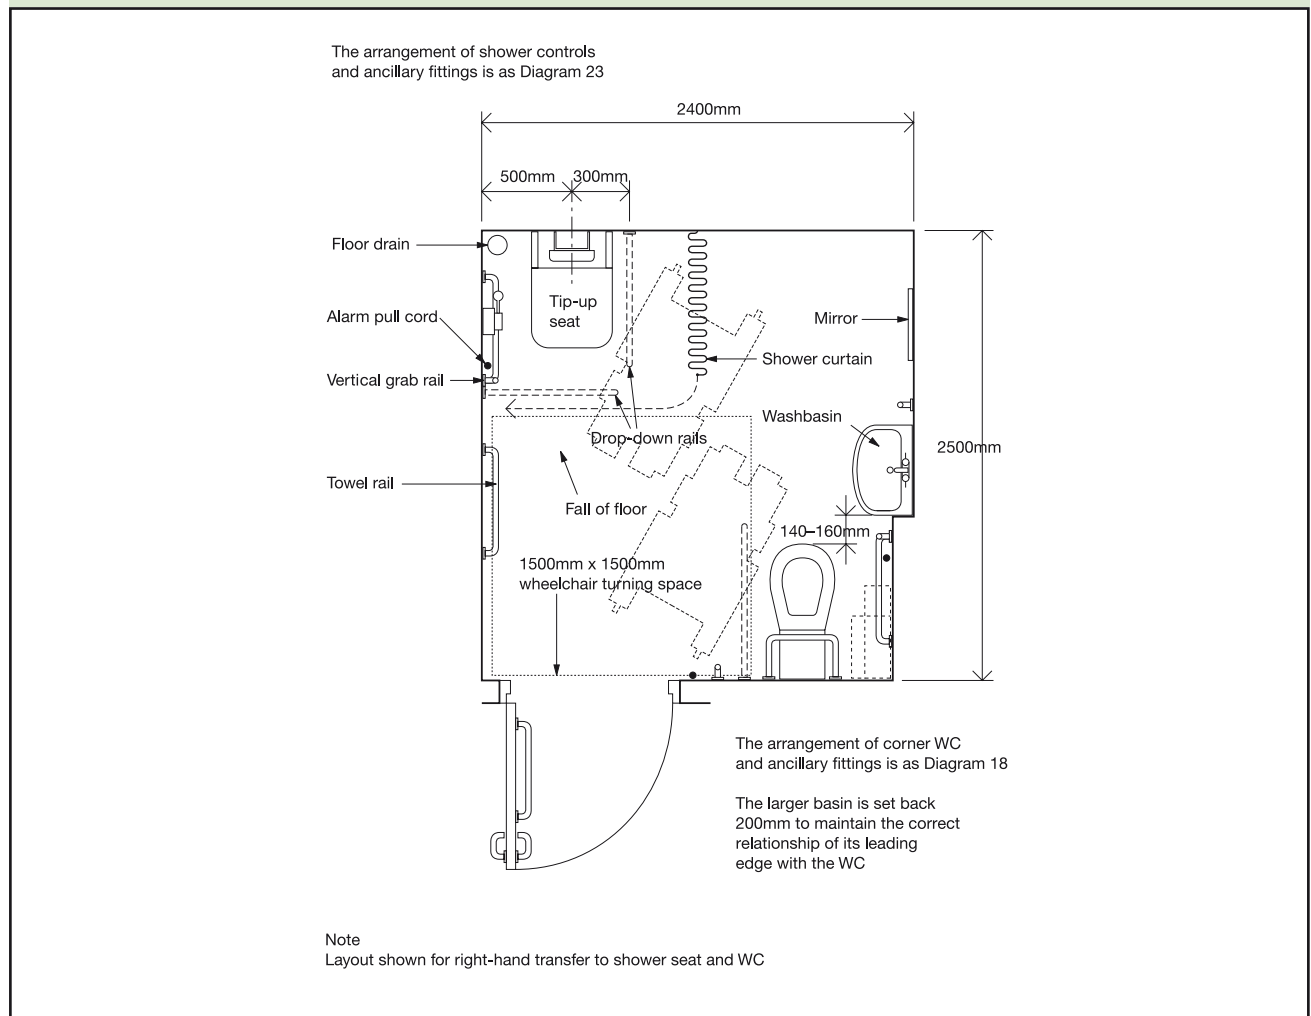 The arrangement of shower controls
and ancillary fittings is as Diagram 23
2400mm
500mm
300mm
Floor drain
Tip-up
seat
Alarm pull cord
Mirror
Shower curtain
Vertical grab rail
Washbasin
Drop-down rails
2500mm
Towel rail
Fall of floor
140–160mm
1500mm x 1500mm
wheelchair turning space
The arrangement of corner WC
and ancillary fittings is as Diagram 18
The larger basin is set back
200mm to maintain the correct
relationship of its leading
edge with the WC
Note
Layout shown for right-hand transfer to shower seat and WC